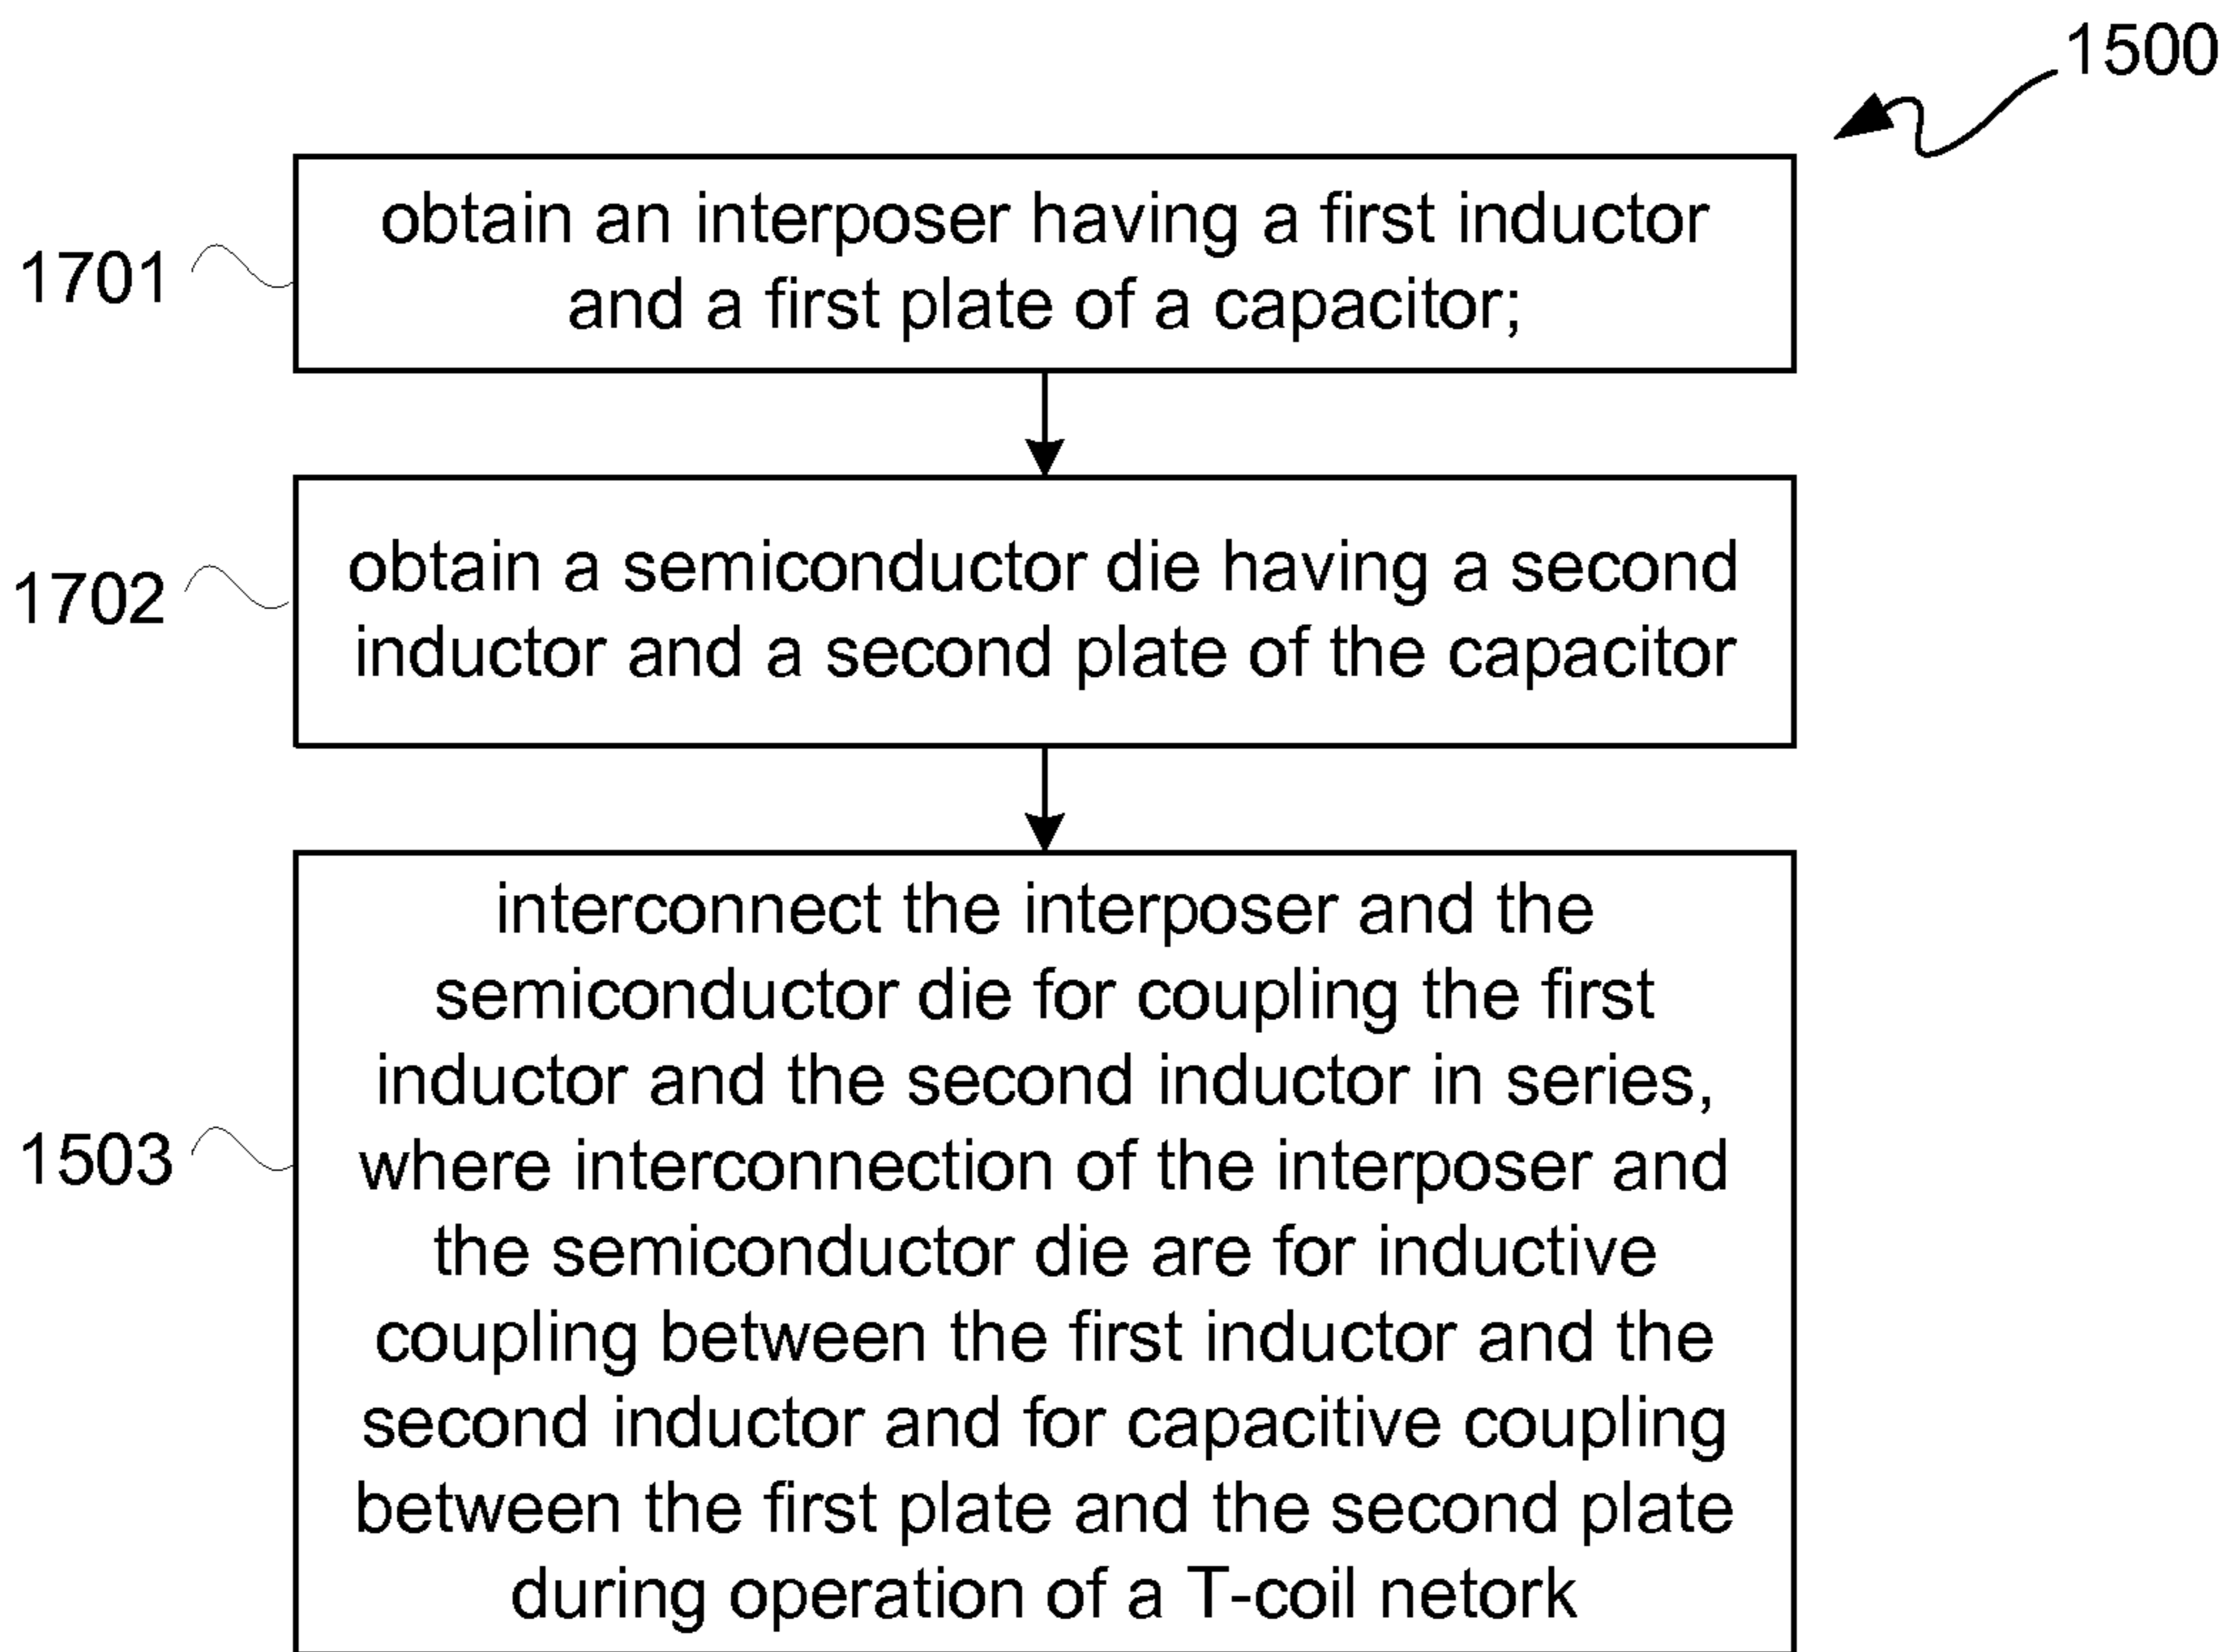 1500
1701
obtain an interposer having a first inductor
and a first plate of a capacitor;
1702
obtain a semiconductor die having a second
inductor and a second plate of the capacitor
1503
interconnect the interposer and the
semiconductor die for coupling the first
inductor and the second inductor in series,
where interconnection of the interposer and
the semiconductor die are for inductive
coupling between the first inductor and the
second inductor and for capacitive coupling
between the first plate and the second plate
during operation of a T-coil netork